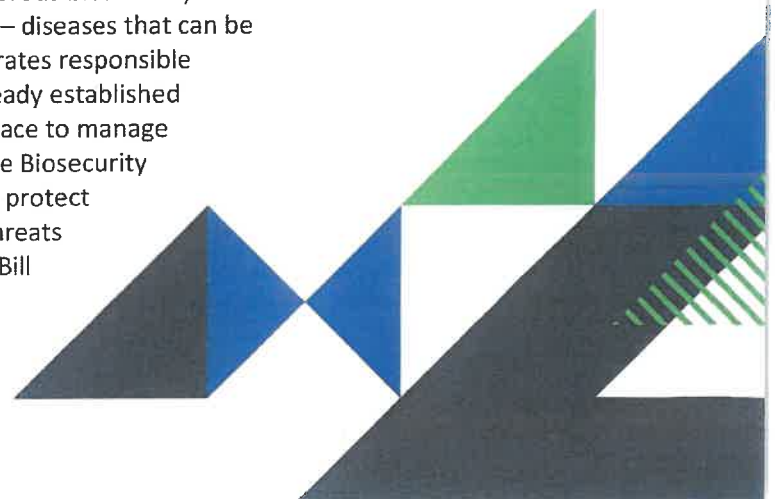 – diseases that can be
rates responsible
eady established
ace to manage
e Biosecurity
protect
reats
Bill